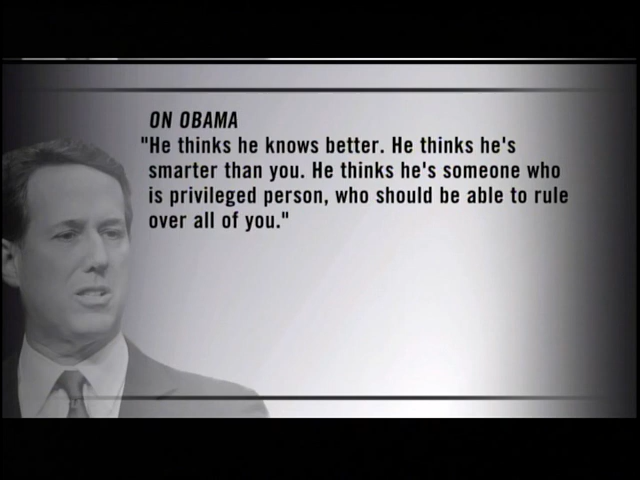 ON OBAMA
"He thinks he knows better. He thinks he's
smarter than you. He thinks he's someone who
is privileged person, who should be able to rule
over all of you."